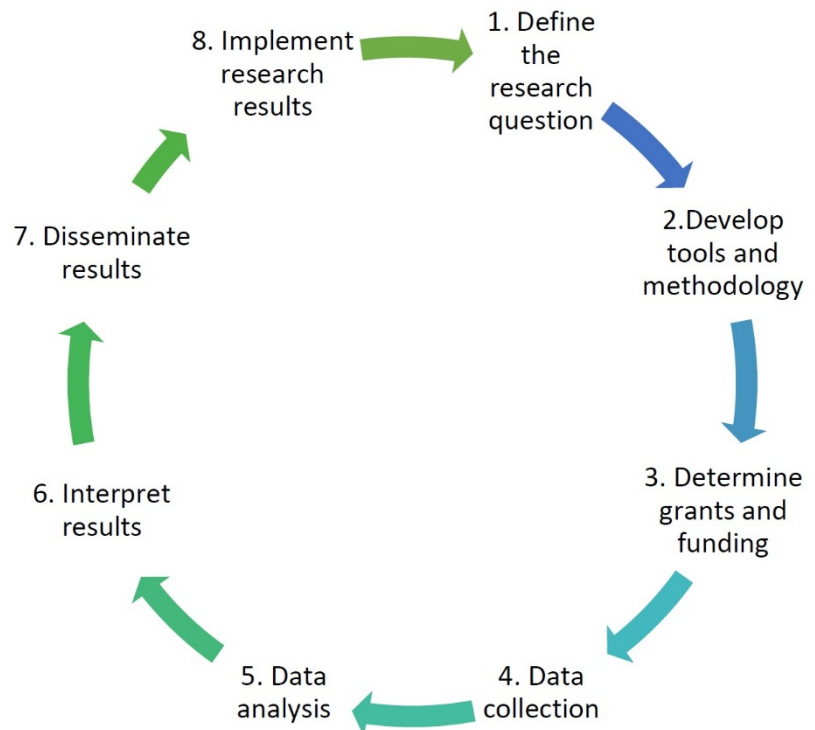 1. Define
the
research
question
2.Develop
tools and
methodology
3. Determine
grants and
funding
4. Data
collection
5. Data
analysis
6. Interpret
results
7. Disseminate
results
8. Implement
research
results